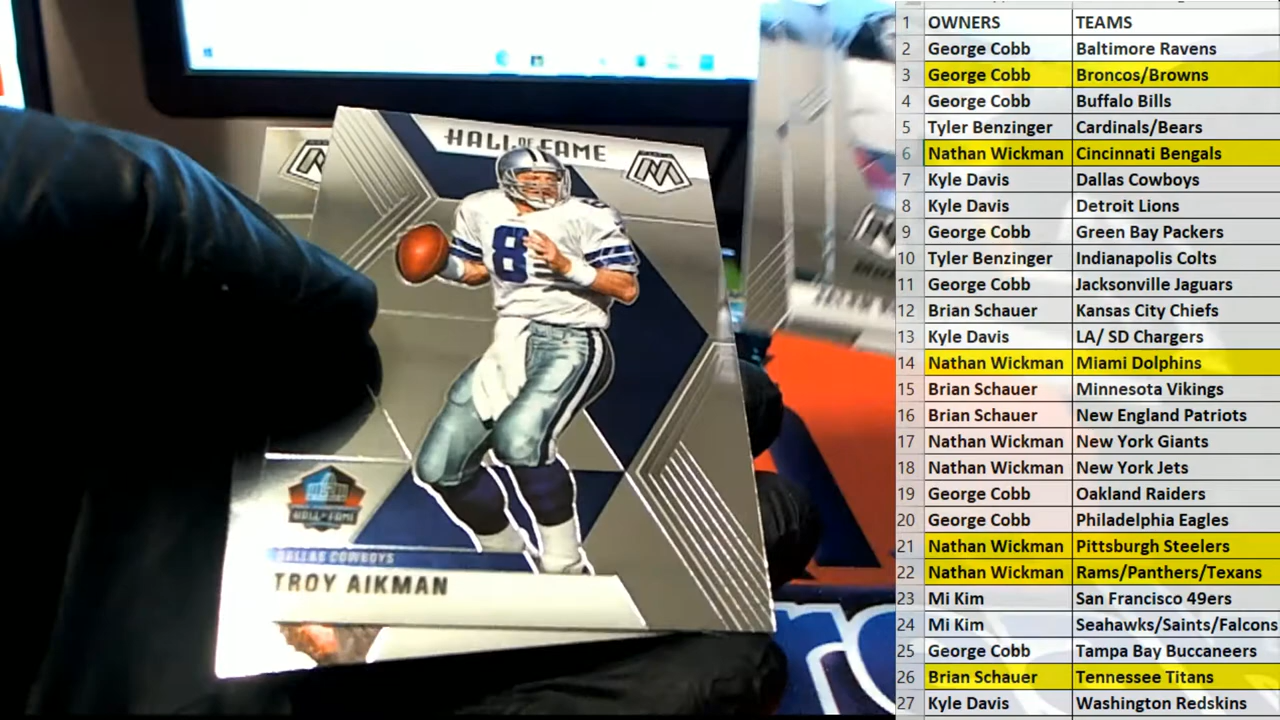 HALL OF FAME
8
HALL OF FAME
DALLAS COWBOYS
TROY AIKMAN
1 OWNERS TEAMS
2 George Cobb Baltimore Ravens
3 George Cobb Broncos/Browns
4 George Cobb Buffalo Bills
5 Tyler Benzinger Cardinals/Bears
6 Nathan Wickman Cincinnati Bengals
7 Kyle Davis Dallas Cowboys
8 Kyle Davis Detroit Lions
9 George Cobb Green Bay Packers
10 Tyler Benzinger Indianapolis Colts
11 George Cobb Jacksonville Jaguars
12 Brian Schauer Kansas City Chiefs
13 Kyle Davis LA/ SD Chargers
14 Nathan Wickman Miami Dolphins
15 Brian Schauer Minnesota Vikings
16 Brian Schauer New England Patriots
17 Nathan Wickman New York Giants
18 Nathan Wickman New York Jets
19 George Cobb Oakland Raiders
20 George Cobb Philadelphia Eagles
21 Nathan Wickman Pittsburgh Steelers
22 Nathan Wickman Rams/Panthers/Texans
23 Mi Kim San Francisco 49ers
24 Mi Kim Seahawks/Saints/Falcons
25 George Cobb Tampa Bay Buccaneers
26 Brian Schauer Tennessee Titans
27 Kyle Davis Washington Redskins